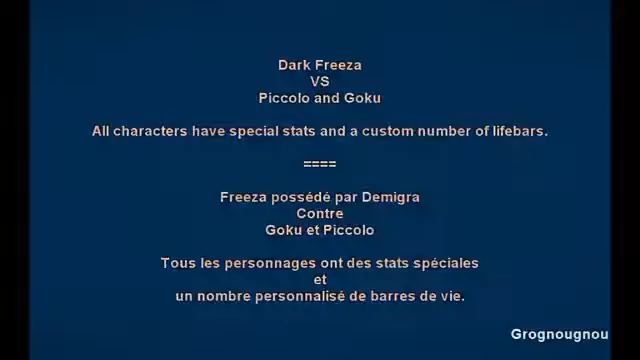 Dark Freeza
VS
Piccolo and Goku
All characters have special stats and a custom number of lifebars.
====
Freeza possédé par Demigra
Contre
Goku et Piccolo
Tous les personnages ont des stats spéciales
et
un nombre personnalisé de barres de vie.
Grognougnou